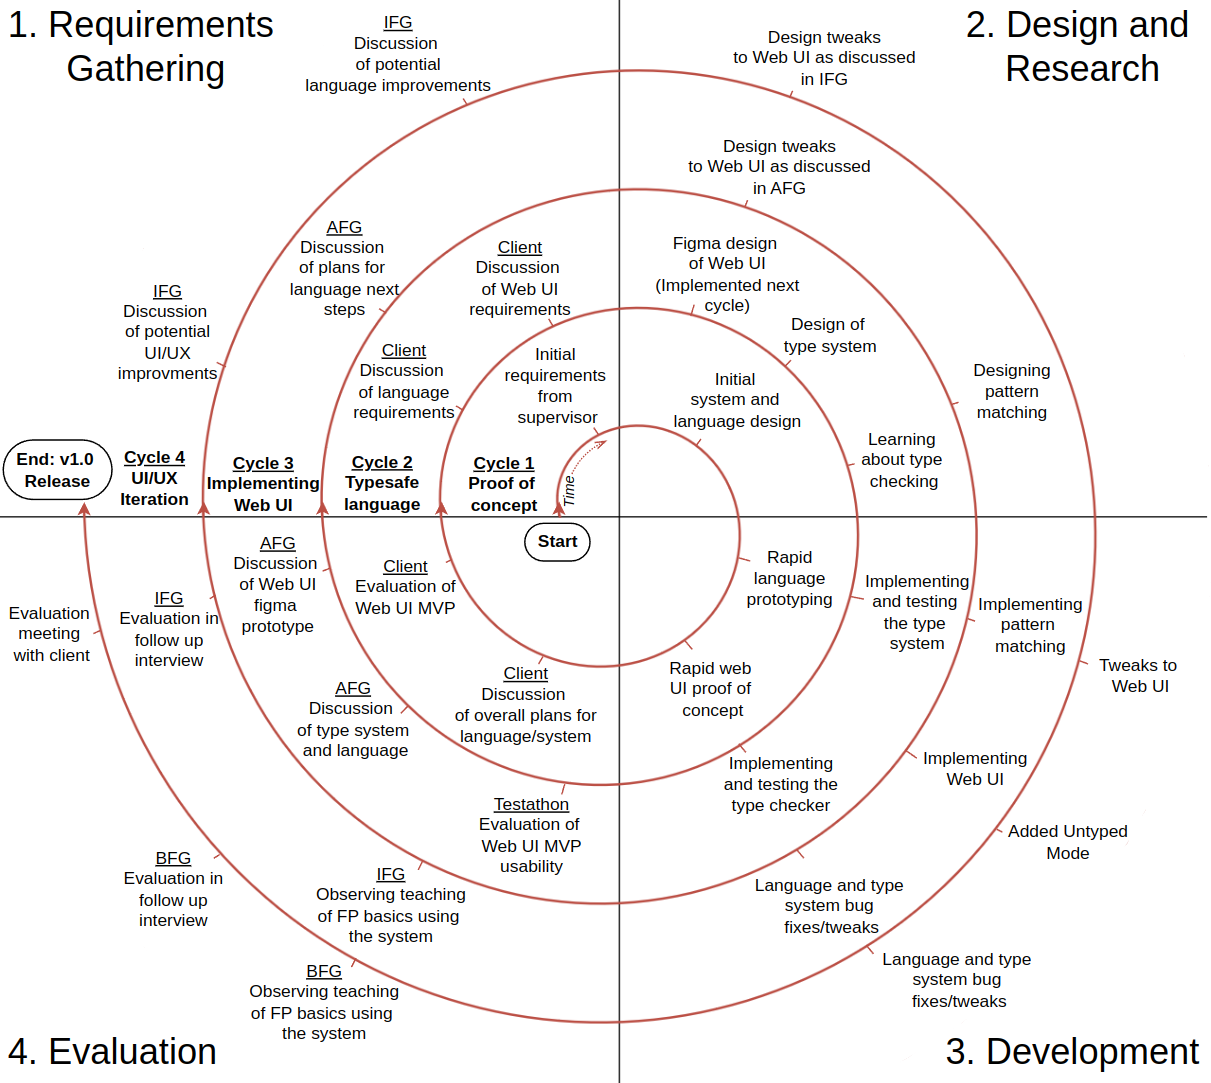 1. Requirements
Gathering
2. Design and
Research
IFG
Discussion
of potential
language improvements
Design tweaks
to Web UI as discussed
in IFG
Design tweaks
to Web UI as discussed
in AFG
AFG
Discussion
of plans for
language next
steps
Client
Discussion
of Web UI
requirements
Figma design
of Web UI
(Implemented next
cycle)
IFG
Discussion
of potential
UI/UX
improvments
Client
Discussion
of language
requirements
Initial
requirements
from
supervisor
Design of
type system
Initial
system and
language design
Designing
pattern
matching
Learning
about type
checking
End: v1.0
Release
Cycle 4
UI/UX
Iteration
Cycle 3
Implementing
Web UI
Cycle 2
Typesafe
language
Cycle 1
Proof of
concept
Time
Start
AFG
Discussion
of Web UI
figma
prototype
Client
Evaluation of
Web UI MVP
Rapid
language
prototyping
Implementing
and testing
the type
system
Implementing
pattern
matching
Evaluation
meeting
with client
IFG
Evaluation in
follow up
interview
Tweaks to
Web UI
AFG
Discussion
of type system
and language
Client
Discussion
of overall plans for
language/system
Rapid web
UI proof of
concept
Implementing
and testing the
type checker
Implementing
Web UI
Testathon
Evaluation of
Web UI MVP
usability
Added Untyped
Mode
BFG
Evaluation in
follow up
interview
IFG
Observing teaching
of FP basics using
the system
Language and type
system bug
fixes/tweaks
BFG
Observing teaching
of FP basics using
the system
Language and type
system bug
fixes/tweaks
4. Evaluation
3. Development